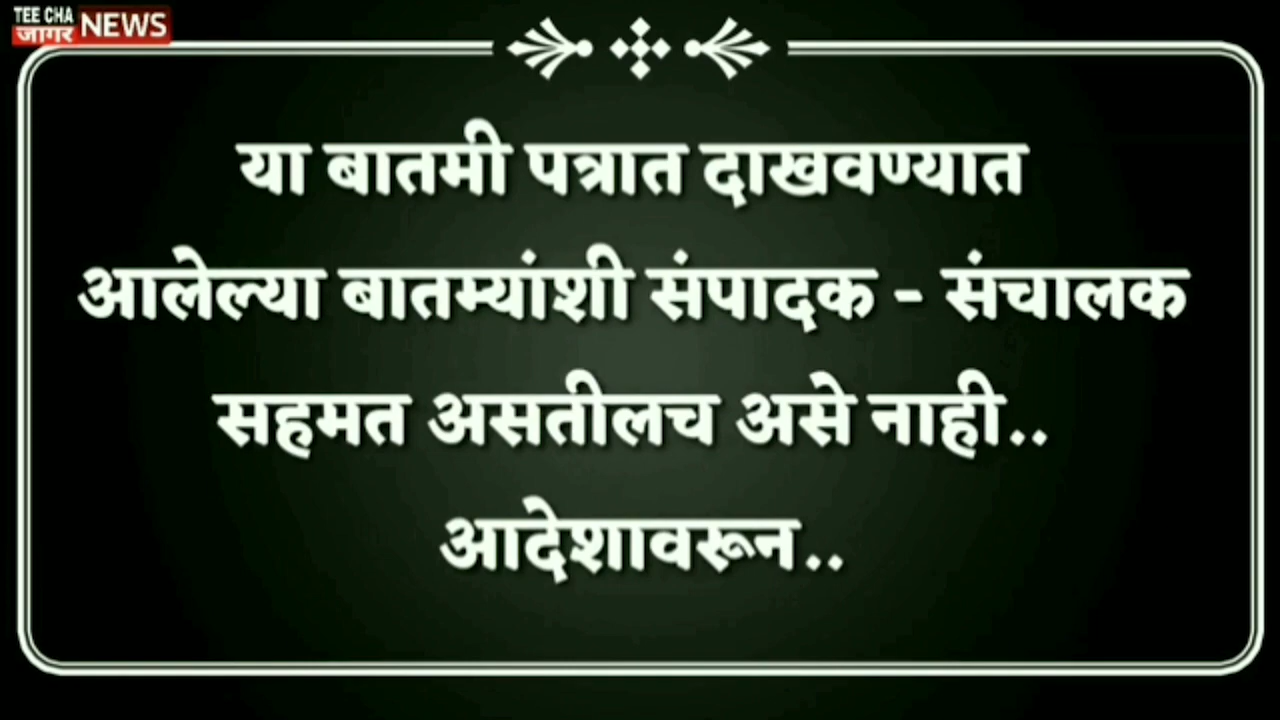 TEE CHA
जागर NEWS
या बातमी पत्रात दाखवण्यात
आलेल्या बातम्यांशी संपादक - संचालक
सहमत असतीलच असे नाही..
आदेशावरून..